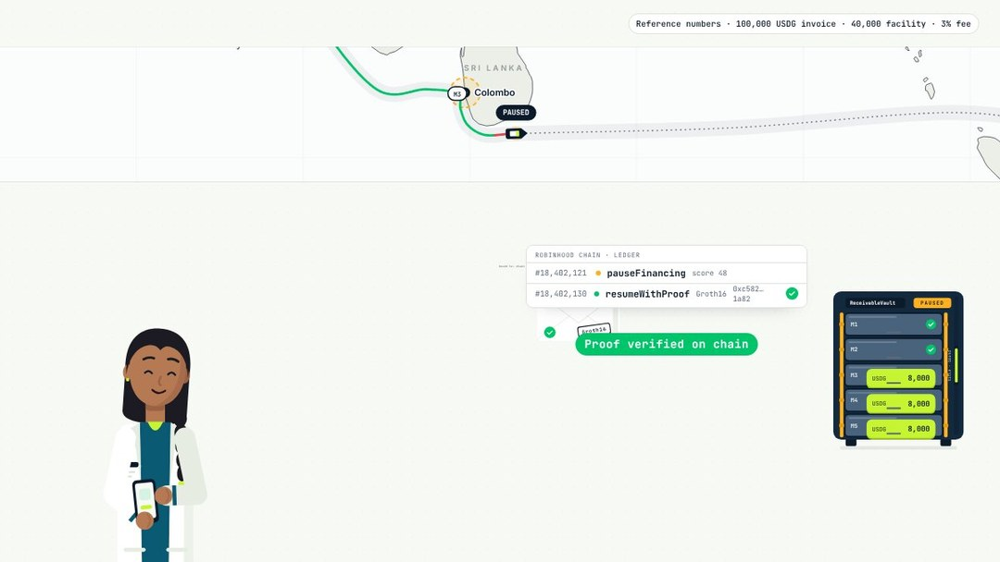 Reference numbers · 100,000 USDG invoice · 40,000 facility · 3% fee
SRI LANKA
M3
Colombo
PAUSED
ROBINHOOD CHAIN · LEDGER
#18,402,121 pauseFinancing score 48
#18,402,130 resumeWithProof Groth16 0xc582…
1a82
Groth16
Proof verified on chain
ReceivableVault PAUSED
M1
M2
M3 USDG 8,000
M4 USDG 8,000
M5 USDG 8,000